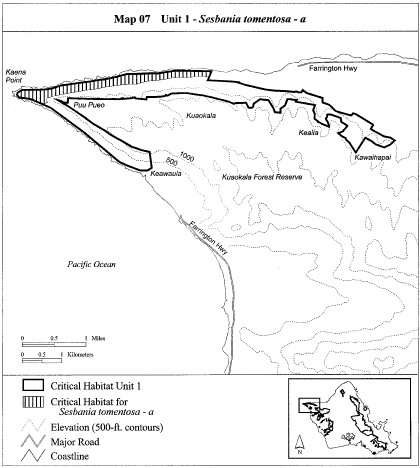 Map 07 Unit 1 - Sesbania tomentosa - a
Kaena
Point
Farrington Hwy
Puu Pueo
Kuaokala
Kealia
Kawaihapai
1000
500
Keawaula
Kuaokala Forest Reserve
Farrington Hwy
Pacific Ocean
0 0.5 1 Miles
0 0.5 1 Kilometers
Critical Habitat Unit 1
Critical Habitat for
Sesbania tomentosa - a
Elevation (500-ft. contours)
Major Road
Coastline
N